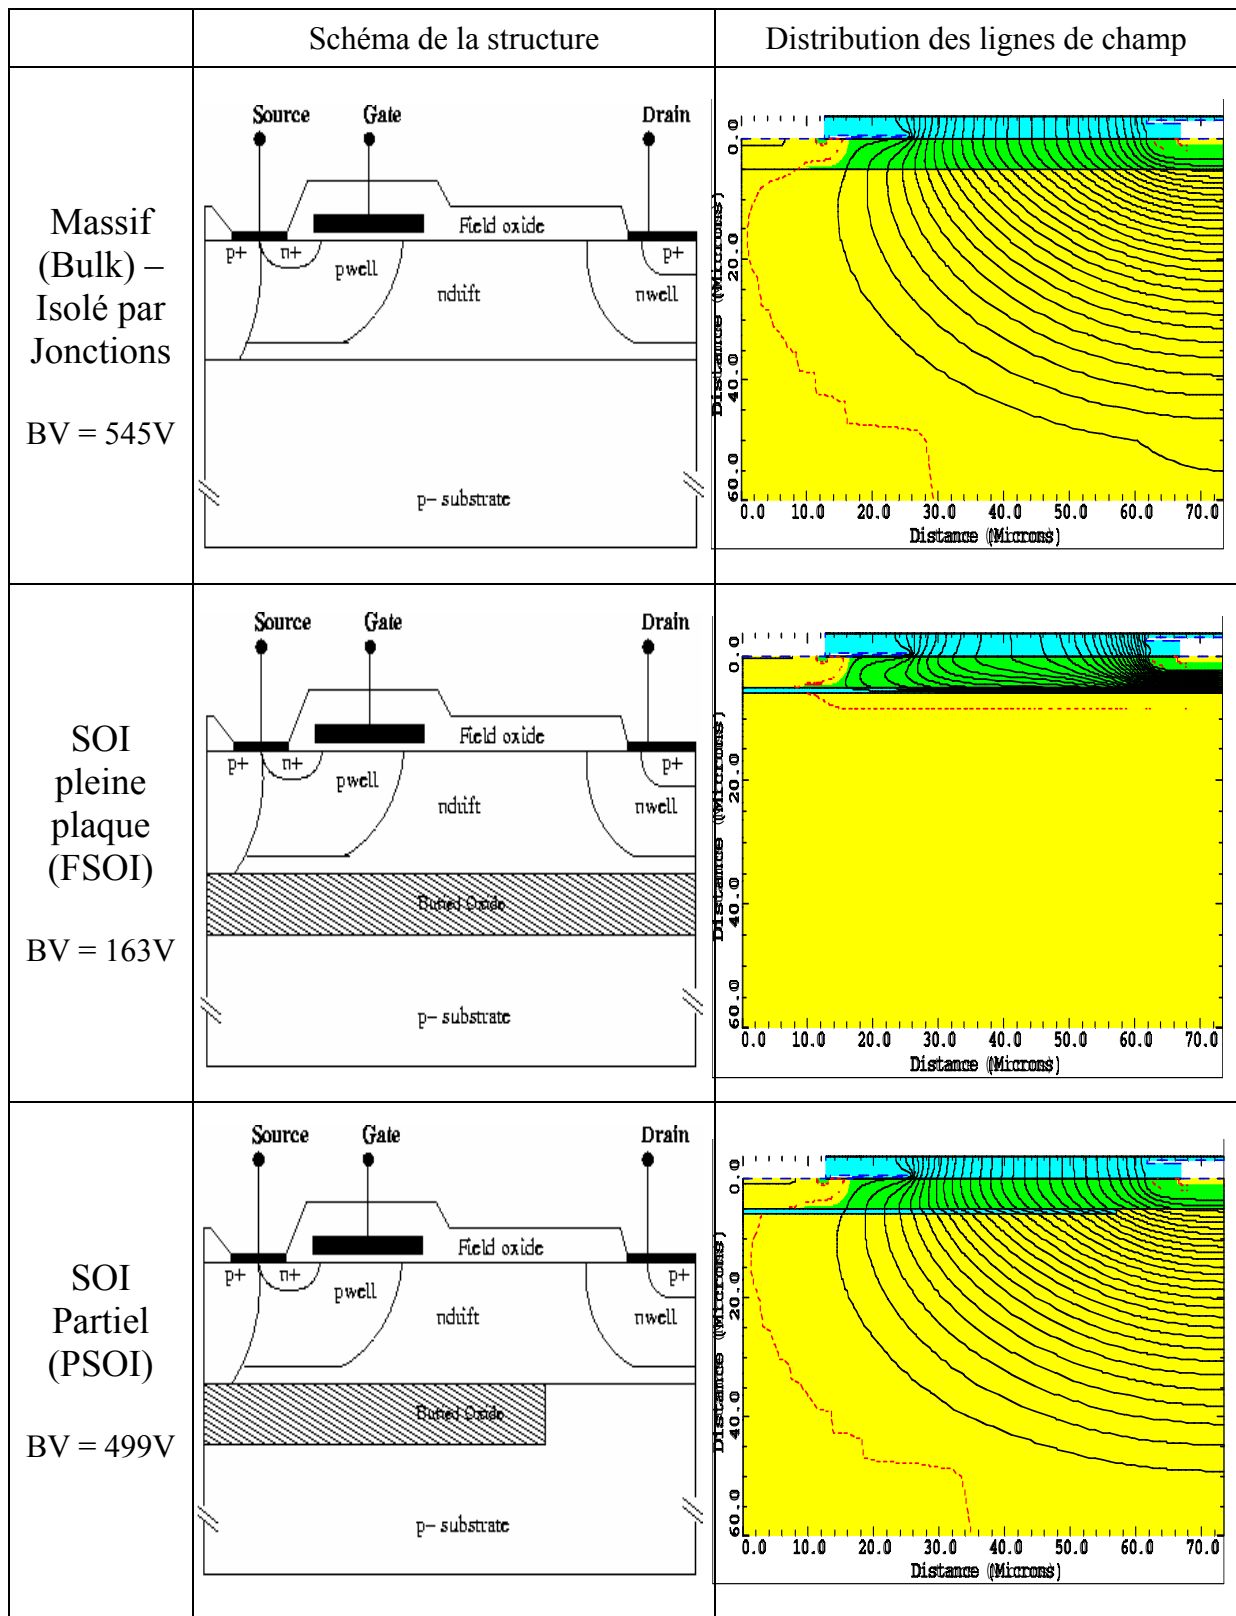 Schéma de la structure
Distribution des lignes de champ
Massif
(Bulk) –
Isolé par
Jonctions
BV = 545V
Source
Gate
Drain
Field oxide
p+
n+
pwell
ndrift
p+
nwell
p- substrate
0.0
20.0
40.0
60.0
Distance (Microns)
0.0 10.0 20.0 30.0 40.0 50.0 60.0 70.0
Distance (Microns)
SOI
pleine
plaque
(FSOI)
BV = 163V
Source
Gate
Drain
Field oxide
p+
n+
pwell
ndrift
p+
nwell
Buried Oxide
p- substrate
0.0
20.0
40.0
60.0
Distance (Microns)
0.0 10.0 20.0 30.0 40.0 50.0 60.0 70.0
Distance (Microns)
SOI
Partiel
(PSOI)
BV = 499V
Source
Gate
Drain
Field oxide
p+
n+
pwell
ndrift
p+
nwell
Buried Oxide
p- substrate
0.0
20.0
40.0
60.0
Distance (Microns)
0.0 10.0 20.0 30.0 40.0 50.0 60.0 70.0
Distance (Microns)